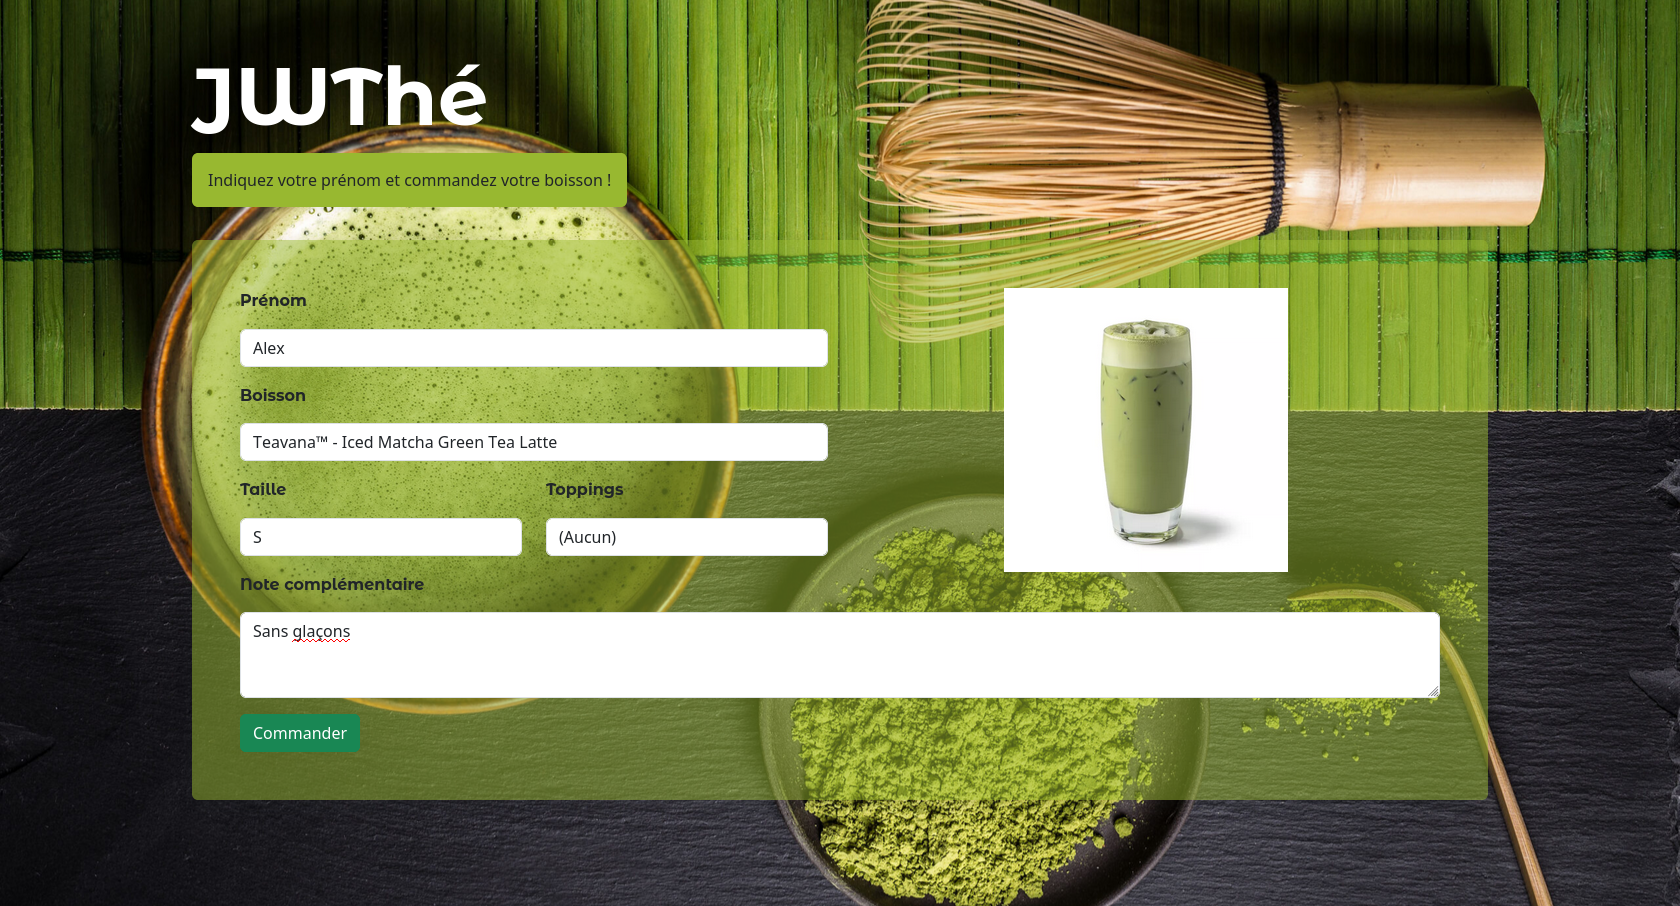 JWThé
Indiquez votre prénom et commandez votre boisson !
Prénom
Alex
Boisson
Teavana™ - Iced Matcha Green Tea Latte
Taille
Toppings
S
(Aucun)
Note complémentaire
Sans glaçons
Commander